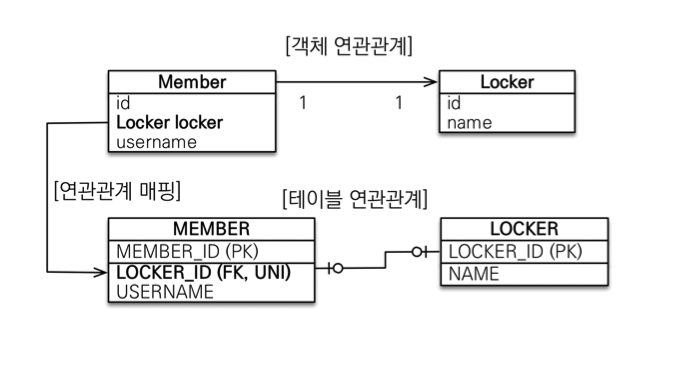 [객체 연관관계]
Member
id
Locker locker
username
1
1
Locker
id
name
[연관관계 매핑]
[테이블 연관관계]
MEMBER
MEMBER_ID (PK)
LOCKER_ID (FK, UNI)
USERNAME
LOCKER
LOCKER_ID (PK)
NAME